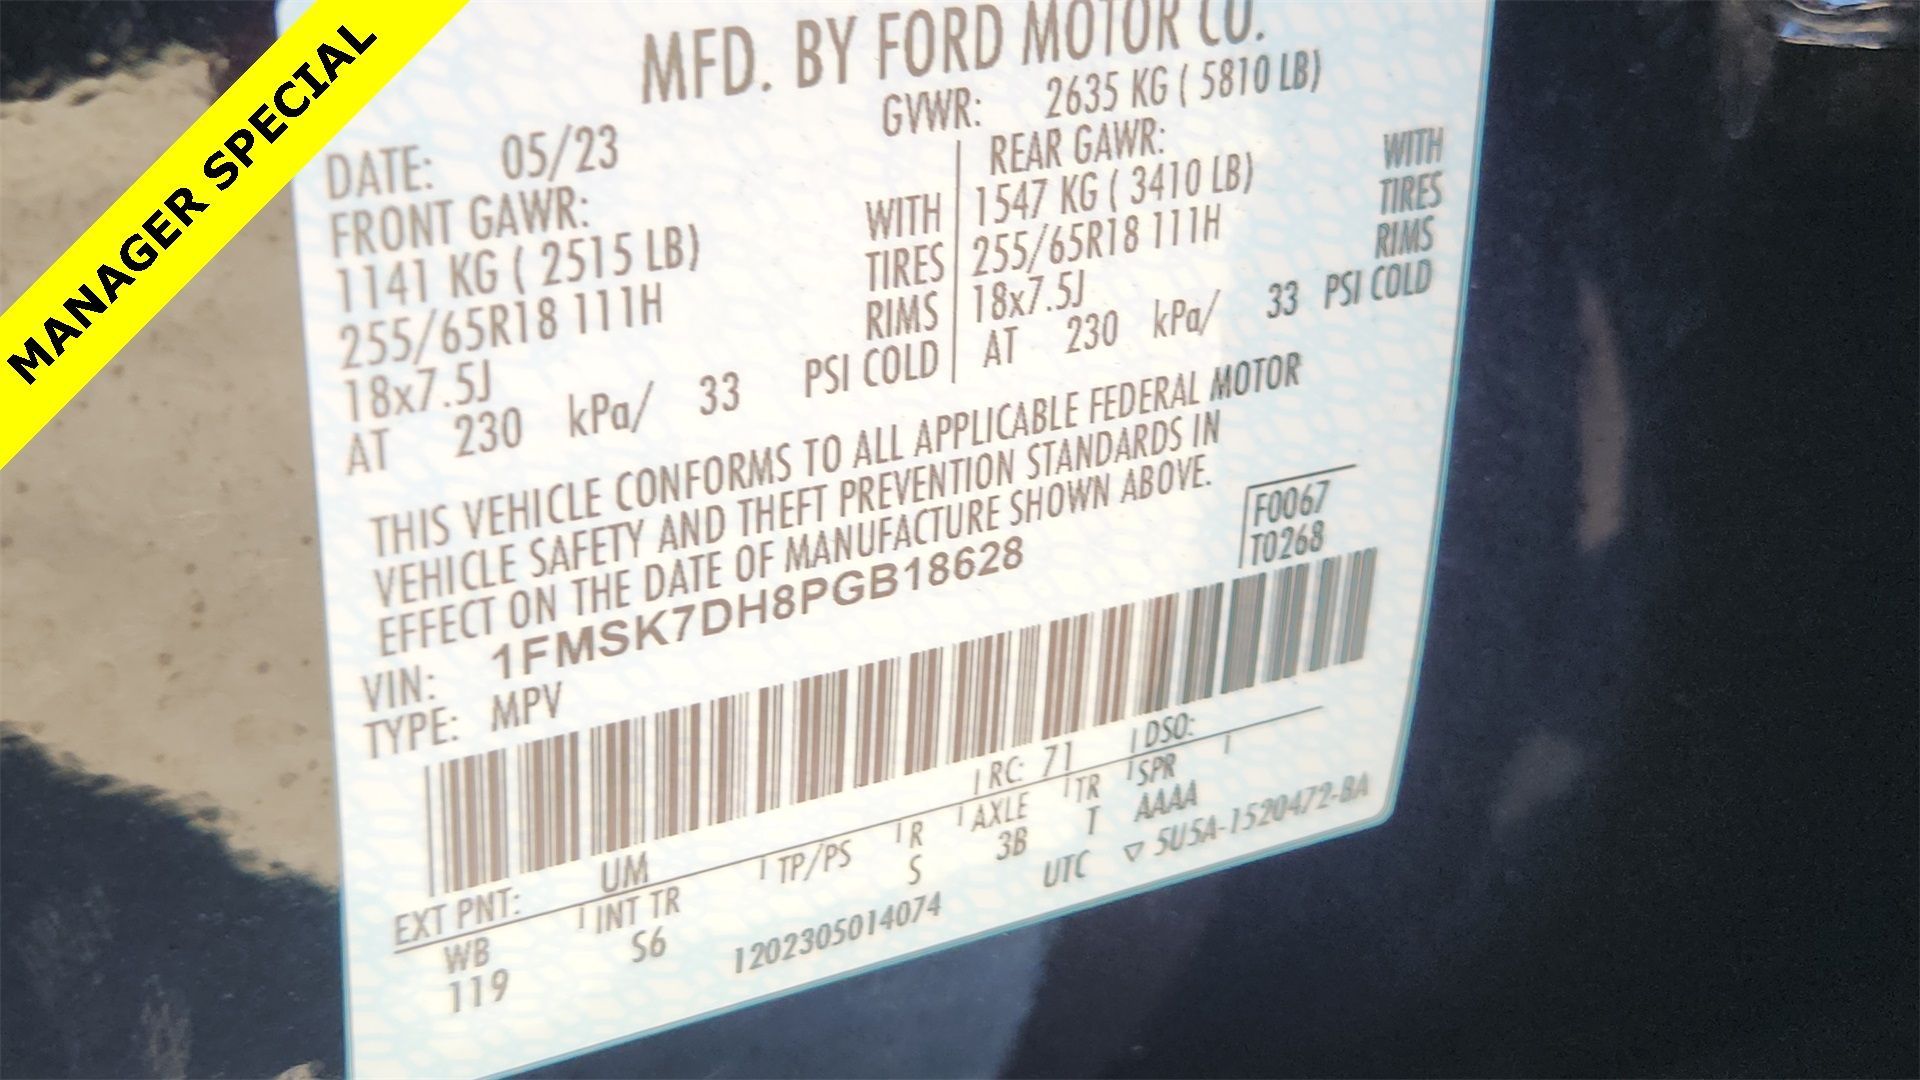 MANAGER SPECIAL
MFD. BY FORD MOTOR CO.
GVWR: 2635 KG ( 5810 LB)
DATE: 05/23
FRONT GAWR:
1141 KG ( 2515 LB) WITH
255/65R18 111H TIRES
18x7.5J RIMS
AT 230 kPa/ 33 PSI COLD
REAR GAWR:
1547 KG ( 3410 LB) WITH
255/65R18 111H TIRES
18x7.5J RIMS
AT 230 kPa/ 33 PSI COLD
THIS VEHICLE CONFORMS TO ALL APPLICABLE FEDERAL MOTOR
VEHICLE SAFETY AND THEFT PREVENTION STANDARDS IN
EFFECT ON THE DATE OF MANUFACTURE SHOWN ABOVE.
F0067
T0268
VIN: 1FMSK7DH8PGB18628
TYPE: MPV
EXT PNT: UM RC: 71 DSO:
WB INT TR TP/PS R AXLE TR SPR
119 S6 S 3B T AAAA
1202305014074 UTC ▽ 5U5A-1520472-BA